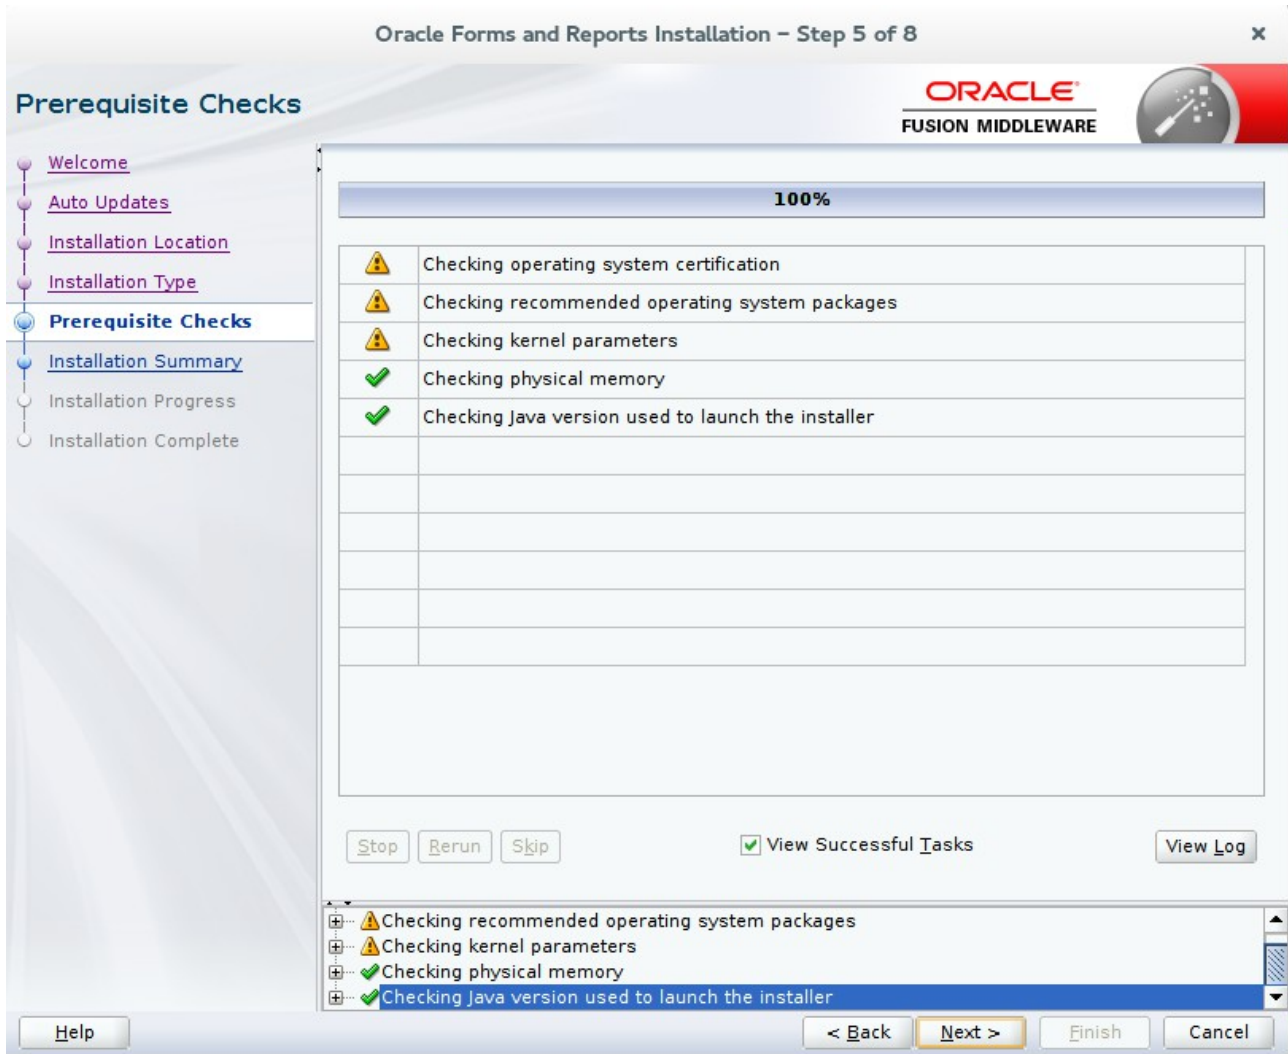 Oracle Forms and Reports Installation – Step 5 of 8
Prerequisite Checks
ORACLE
FUSION MIDDLEWARE
Welcome
Auto Updates
Installation Location
Installation Type
Prerequisite Checks
Installation Summary
Installation Progress
Installation Complete
100%
Checking operating system certification
Checking recommended operating system packages
Checking kernel parameters
Checking physical memory
Checking Java version used to launch the installer
Stop Rerun Skip View Successful Tasks View Log
Checking recommended operating system packages
Checking kernel parameters
Checking physical memory
Checking Java version used to launch the installer
Help < Back Next > Finish Cancel